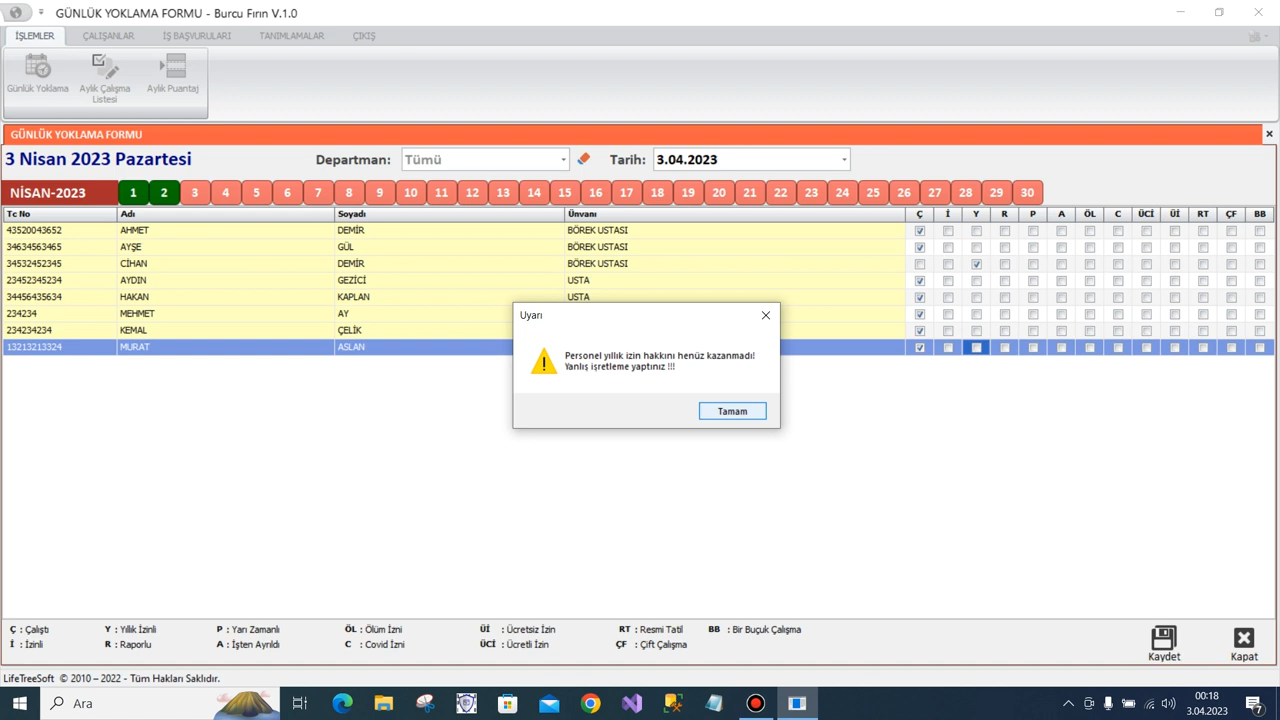 GÜNLÜK YOKLAMA FORMU - Burcu Fırın V.1.0
İŞLEMLER ÇALIŞANLAR İŞ BAŞVURULARI TANIMLAMALAR ÇIKIŞ
Günlük Yoklama Aylık Çalışma Listesi Aylık Puantaj
GÜNLÜK YOKLAMA FORMU
3 Nisan 2023 Pazartesi Departman: Tümü Tarih: 3.04.2023
NİSAN-2023 1 2 3 4 5 6 7 8 9 10 11 12 13 14 15 16 17 18 19 20 21 22 23 24 25 26 27 28 29 30
Tc No Adı Soyadı Ünvanı Ç İ Y R P A ÖL C ÜCİ Üİ RT ÇF BB
43520043652 AHMET DEMİR BÖREK USTASI
34634563465 AYŞE GÜL BÖREK USTASI
34532452345 CİHAN DEMİR BÖREK USTASI
23452345234 AYDIN GEZİCİ USTA
34456435634 HAKAN KAPLAN USTA
234234 MEHMET AY
234234234 KEMAL ÇELİK
13213213324 MURAT ASLAN
Uyarı
Personel yıllık izin hakkını henüz kazanmadı!
Yanlış işretleme yaptınız !!!
Tamam
Ç : Çalıştı Y : Yıllık İzinli P : Yarı Zamanlı ÖL : Ölüm İzni Üİ : Ücretsiz İzin RT : Resmi Tatil BB : Bir Buçuk Çalışma
İ : İzinli R : Raporlu A : İşten Ayrıldı C : Covid İzni ÜCİ : Ücretli İzin ÇF : Çift Çalışma
Kaydet Kapat
LifeTreeSoft © 2010 – 2022 - Tüm Hakları Saklıdır.
Ara
00:18
3.04.2023
7